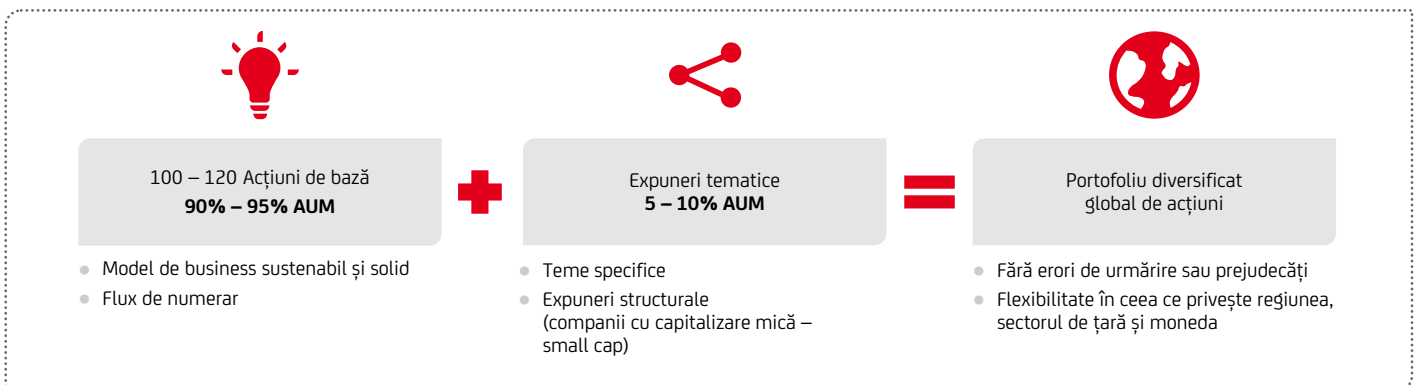 100 – 120 Acțiuni de bază
90% – 95% AUM
Model de business sustenabil și solid
Flux de numerar
Expuneri tematice
5 – 10% AUM
Teme specifice
Expuneri structurale
(companii cu capitalizare mică –
small cap)
Portofoliu diversificat
global de acțiuni
Fără erori de urmărire sau prejudecăți
Flexibilitate în ceea ce privește regiunea,
sectorul de țară și moneda